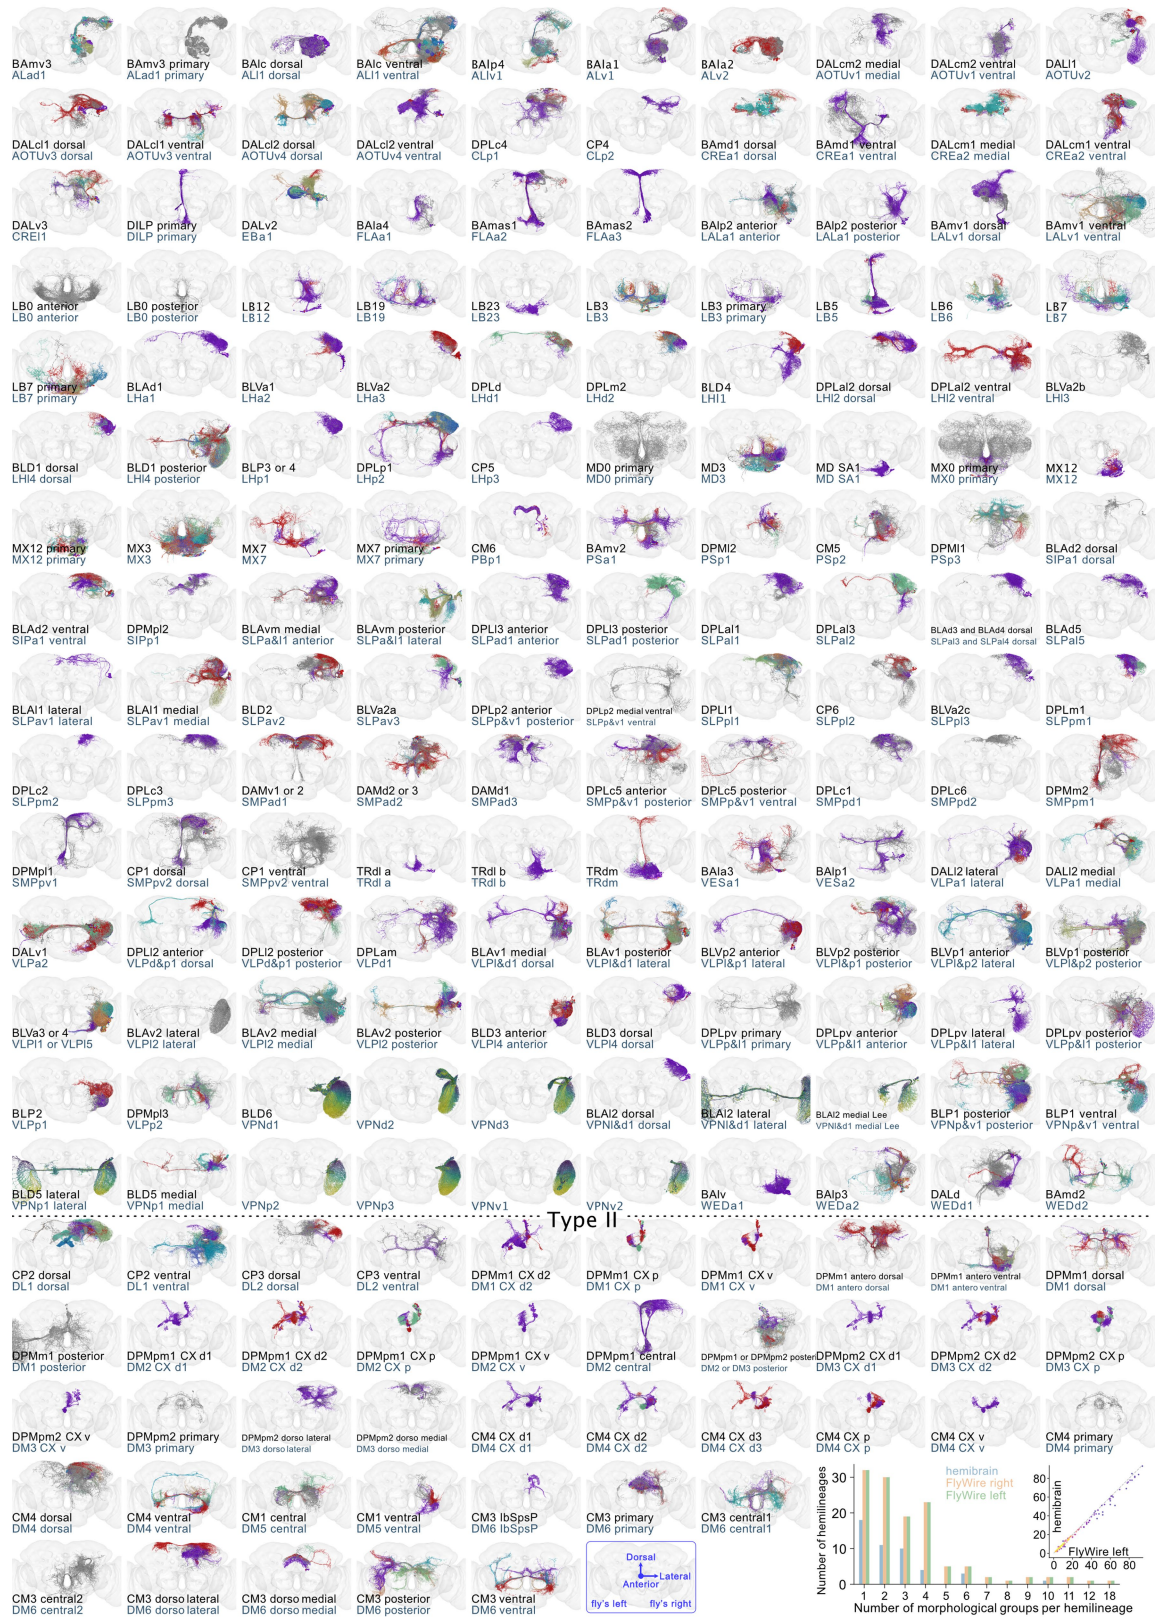 BAmv3
ALad1
BAmv3 primary
ALad1 primary
BAlc dorsal
ALl1 dorsal
BAlc ventral
ALl1 ventral
BAlp4
ALlv1
BAla1
ALv1
BAla2
ALv2
DALcm2 medial
AOTUv1 medial
DALcm2 ventral
AOTUv1 ventral
DALl1
AOTUv2
DALcl1 dorsal
AOTUv3 dorsal
DALcl1 ventral
AOTUv3 ventral
DALcl2 dorsal
AOTUv4 dorsal
DALcl2 ventral
AOTUv4 ventral
DPLc4
CLp1
CP4
CLp2
BAmd1 dorsal
CREa1 dorsal
BAmd1 ventral
CREa1 ventral
DALcm1 medial
CREa2 medial
DALcm1 ventral
CREa2 ventral
DALv3
CREl1
DILP primary
DILP primary
DALv2
EBa1
BAla4
FLAa1
BAmas1
FLAa2
BAmas2
FLAa3
BAlp2 anterior
LALa1 anterior
BAlp2 posterior
LALa1 posterior
BAmv1 dorsal
LALv1 dorsal
BAmv1 ventral
LALv1 ventral
LB0 anterior
LB0 anterior
LB0 posterior
LB0 posterior
LB12
LB12
LB19
LB19
LB23
LB23
LB3
LB3
LB3 primary
LB3 primary
LB5
LB5
LB6
LB6
LB7
LB7
LB7 primary
LB7 primary
BLAd1
LHa1
BLVa1
LHa2
BLVa2
LHa3
DPLd
LHd1
DPLm2
LHd2
BLD4
LHl1
DPLal2 dorsal
LHl2 dorsal
DPLal2 ventral
LHl2 ventral
BLVa2b
LHl3
BLD1 dorsal
LHl4 dorsal
BLD1 posterior
LHl4 posterior
BLP3 or 4
LHp1
DPLp1
LHp2
CP5
LHp3
MD0 primary
MD0 primary
MD3
MD3
MD SA1
MD SA1
MX0 primary
MX0 primary
MX12
MX12
MX12 primary
MX12 primary
MX3
MX3
MX7
MX7
MX7 primary
MX7 primary
CM6
PBp1
BAmv2
PSa1
DPMl2
PSp1
CM5
PSp2
DPMl1
PSp3
BLAd2 dorsal
SIPa1 dorsal
BLAd2 ventral
SIPa1 ventral
DPMpl2
SIPp1
BLAvm medial
SLPa&l1 anterior
BLAvm posterior
SLPa&l1 lateral
DPLl3 anterior
SLPad1 anterior
DPLl3 posterior
SLPad1 posterior
DPLal1
SLPal1
DPLal3
SLPal2
BLAd3 and BLAd4 dorsal
SLPal3 and SLPal4 dorsal
BLAd5
SLPal5
BLAl1 lateral
SLPav1 lateral
BLAl1 medial
SLPav1 medial
BLD2
SLPav2
BLVa2a
SLPav3
DPLp2 anterior
SLPp&v1 posterior
DPLp2 medial ventral
SLPp&v1 ventral
DPLl1
SLPpl1
CP6
SLPpl2
BLVa2c
SLPpl3
DPLm1
SLPpm1
DPLc2
SLPpm2
DPLc3
SLPpm3
DAMv1 or 2
SMPad1
DAMd2 or 3
SMPad2
DAMd1
SMPad3
DPLc5 anterior
SMPp&v1 posterior
DPLc5 posterior
SMPp&v1 ventral
DPLc1
SMPpd1
DPLc6
SMPpd2
DPMm2
SMPpm1
DPMpl1
SMPpv1
CP1 dorsal
SMPpv2 dorsal
CP1 ventral
SMPpv2 ventral
TRdl a
TRdl a
TRdl b
TRdl b
TRdm
TRdm
BAla3
VESa1
BAlp1
VESa2
DALl2 lateral
VLPa1 lateral
DALl2 medial
VLPa1 medial
DALv1
VLPa2
DPLl2 anterior
VLPd&p1 dorsal
DPLl2 posterior
VLPd&p1 posterior
DPLam
VLPd1
BLAv1 medial
VLPl&d1 dorsal
BLAv1 posterior
VLPl&d1 lateral
BLVp2 anterior
VLPl&p1 lateral
BLVp2 posterior
VLPl&p1 posterior
BLVp1 anterior
VLPl&p2 lateral
BLVp1 posterior
VLPl&p2 posterior
BLVa3 or 4
VLPl1 or VLPl5
BLAv2 lateral
VLPl2 lateral
BLAv2 medial
VLPl2 medial
BLAv2 posterior
VLPl2 posterior
BLD3 anterior
VLPl4 anterior
BLD3 dorsal
VLPl4 dorsal
DPLpv primary
VLPp&l1 primary
DPLpv anterior
VLPp&l1 anterior
DPLpv lateral
VLPp&l1 lateral
DPLpv posterior
VLPp&l1 posterior
BLP2
VLPp1
DPMpl3
VLPp2
BLD6
VPNd1
VPNd2
VPNd3
BLAl2 dorsal
VPNl&d1 dorsal
BLAl2 lateral
VPNl&d1 lateral
BLAl2 medial Lee
VPNl&d1 medial Lee
BLP1 posterior
VPNp&v1 posterior
BLP1 ventral
VPNp&v1 ventral
BLD5 lateral
VPNp1 lateral
BLD5 medial
VPNp1 medial
VPNp2
VPNp3
VPNv1
VPNv2
BAlv
WEDa1
BAlp3
WEDa2
DALd
WEDd1
BAmd2
WEDd2
Type II
CP2 dorsal
DL1 dorsal
CP2 ventral
DL1 ventral
CP3 dorsal
DL2 dorsal
CP3 ventral
DL2 ventral
DPMm1 CX d2
DM1 CX d2
DPMm1 CX p
DM1 CX p
DPMm1 CX v
DM1 CX v
DPMm1 antero dorsal
DM1 antero dorsal
DPMm1 antero ventral
DM1 antero ventral
DPMm1 dorsal
DM1 dorsal
DPMm1 posterior
DM1 posterior
DPMpm1 CX d1
DM2 CX d1
DPMpm1 CX d2
DM2 CX d2
DPMpm1 CX p
DM2 CX p
DPMpm1 CX v
DM2 CX v
DPMpm1 central
DM2 central
DPMpm1 or DPMpm2 posteri
DM2 or DM3 posterior
DPMpm2 CX d1
DM3 CX d1
DPMpm2 CX d2
DM3 CX d2
DPMpm2 CX p
DM3 CX p
DPMpm2 CX v
DM3 CX v
DPMpm2 primary
DM3 primary
DPMpm2 dorso lateral
DM3 dorso lateral
DPMpm2 dorso medial
DM3 dorso medial
CM4 CX d1
DM4 CX d1
CM4 CX d2
DM4 CX d2
CM4 CX d3
DM4 CX d3
CM4 CX p
DM4 CX p
CM4 CX v
DM4 CX v
CM4 primary
DM4 primary
CM4 dorsal
DM4 dorsal
CM4 ventral
DM4 ventral
CM1 central
DM5 central
CM1 ventral
DM5 ventral
CM3 lbSpsP
DM6 lbSpsP
CM3 primary
DM6 primary
CM3 central1
DM6 central1
CM3 central2
DM6 central2
CM3 dorso lateral
DM6 dorso lateral
CM3 dorso medial
DM6 dorso medial
CM3 posterior
DM6 posterior
CM3 ventral
DM6 ventral
Dorsal
Lateral
Anterior
fly's left
fly's right
Number of hemilineages
30
20
10
0
hemibrain
FlyWire right
FlyWire left
1 2 3 4 5 6 7 8 9 10 11 12 18
Number of morphological groups per hemilineage
hemibrain
80
60
40
20
0
0 20 40 60 80
FlyWire left